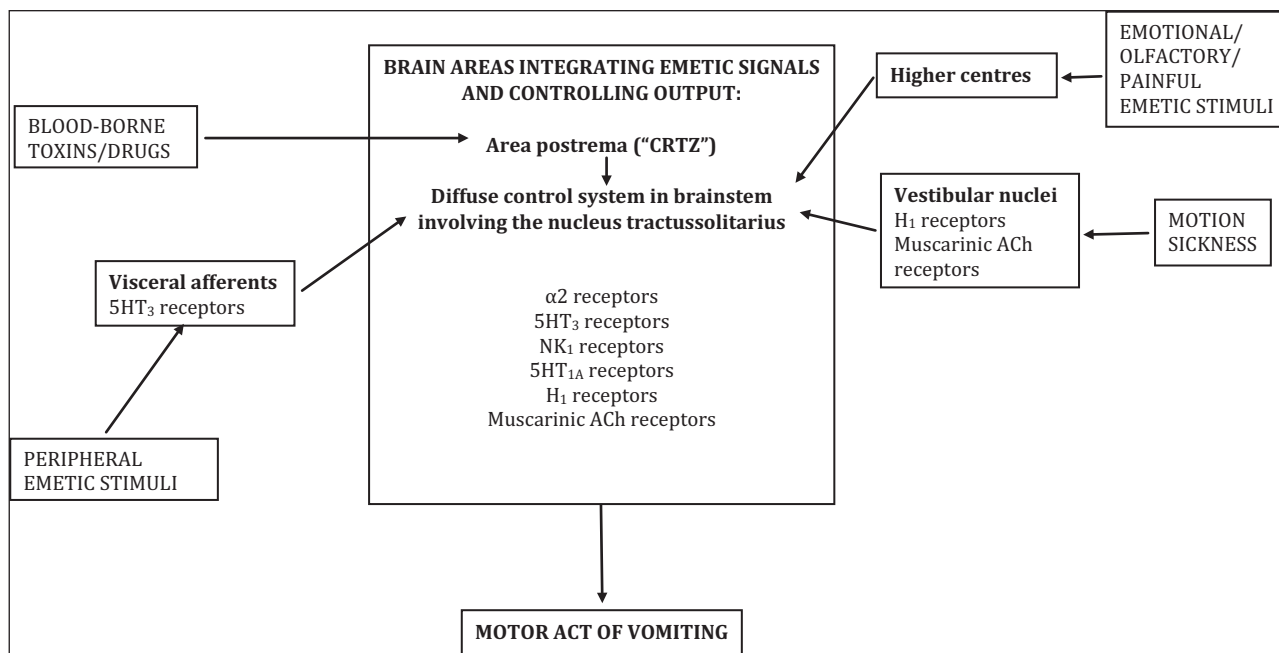 BRAIN AREAS INTEGRATING EMETIC SIGNALS
AND CONTROLLING OUTPUT:
Area postrema (“CRTZ”)
Diffuse control system in brainstem
involving the nucleus tractussolitarius
α2 receptors
5HT₃ receptors
NK₁ receptors
5HT₁A receptors
H₁ receptors
Muscarinic ACh receptors
BLOOD-BORNE
TOXINS/DRUGS
Visceral afferents
5HT₃ receptors
PERIPHERAL
EMETIC STIMULI
Higher centres
EMOTIONAL/
OLFACTORY/
PAINFUL
EMETIC STIMULI
Vestibular nuclei
H₁ receptors
Muscarinic ACh
receptors
MOTION
SICKNESS
MOTOR ACT OF VOMITING